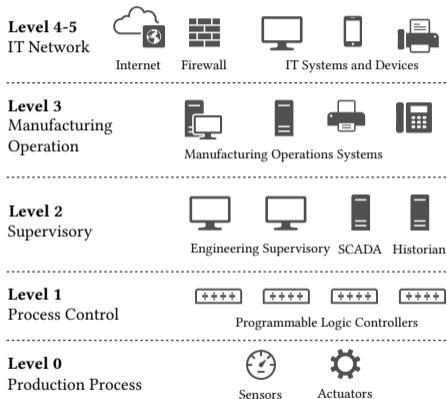 Level 4-5
IT Network
Internet
Firewall
IT Systems and Devices
Level 3
Manufacturing
Operation
Manufacturing Operations Systems
Level 2
Supervisory
Engineering Supervisory
SCADA
Historian
Level 1
Process Control
Programmable Logic Controllers
Level 0
Production Process
Sensors
Actuators